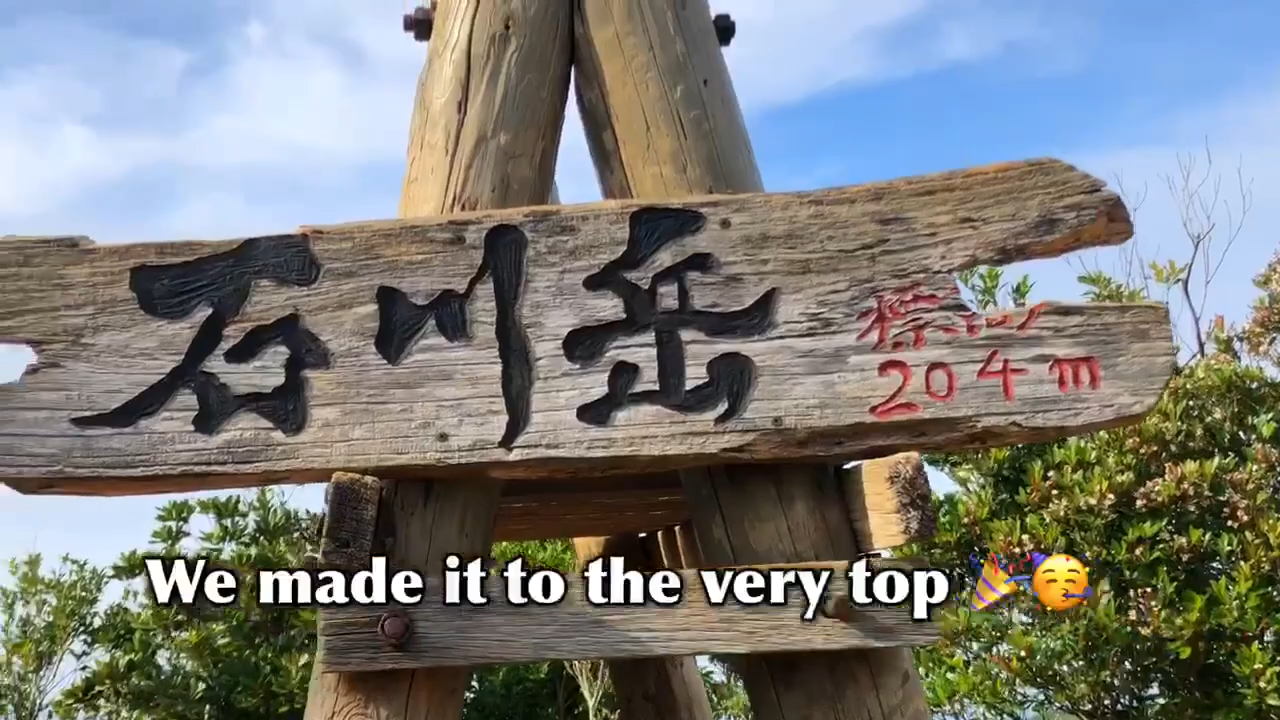 石川岳
標高
204m
We made it to the very top 🎉🥳